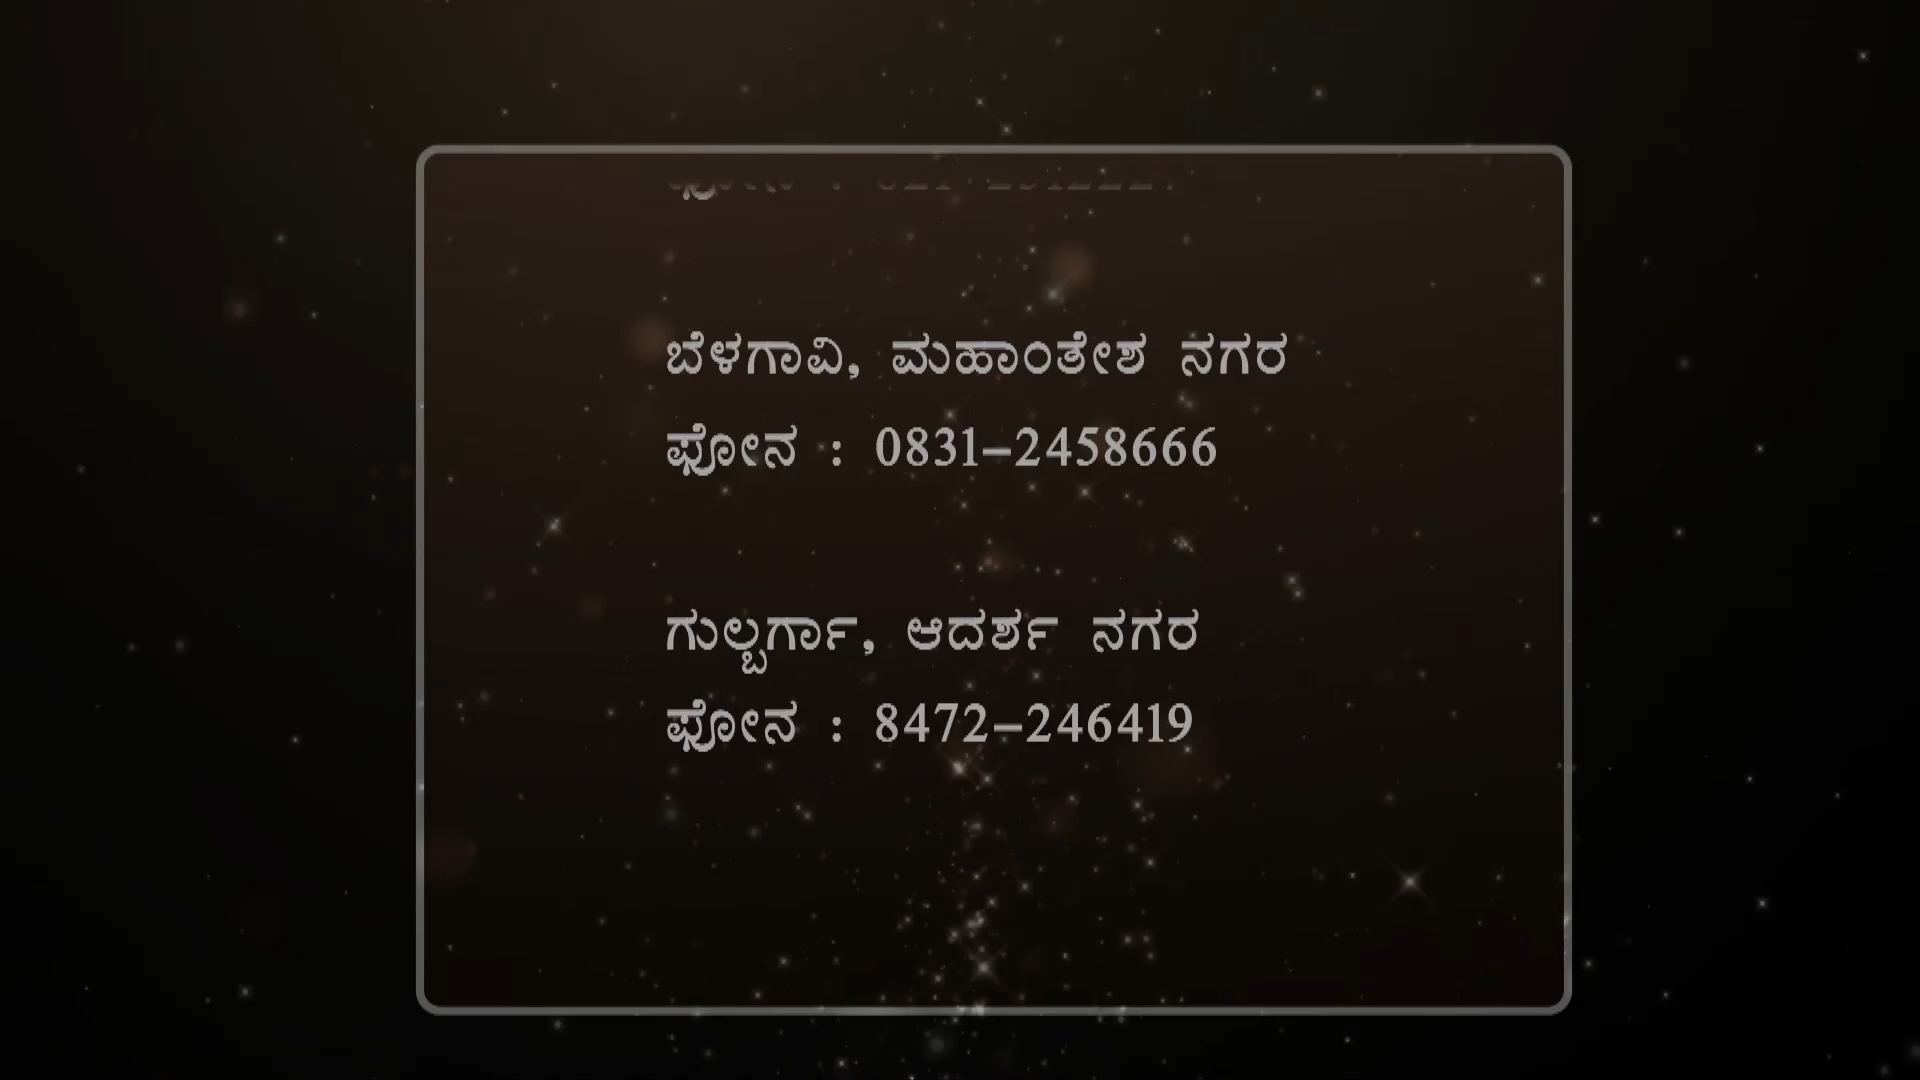 ಬೆಳಗಾವಿ, ಮಹಾಂತೇಶ ನಗರ
ಫೋನ : 0831-2458666
ಗುಲ್ಬರ್ಗಾ, ಆದರ್ಶ ನಗರ
ಫೋನ : 8472-246419